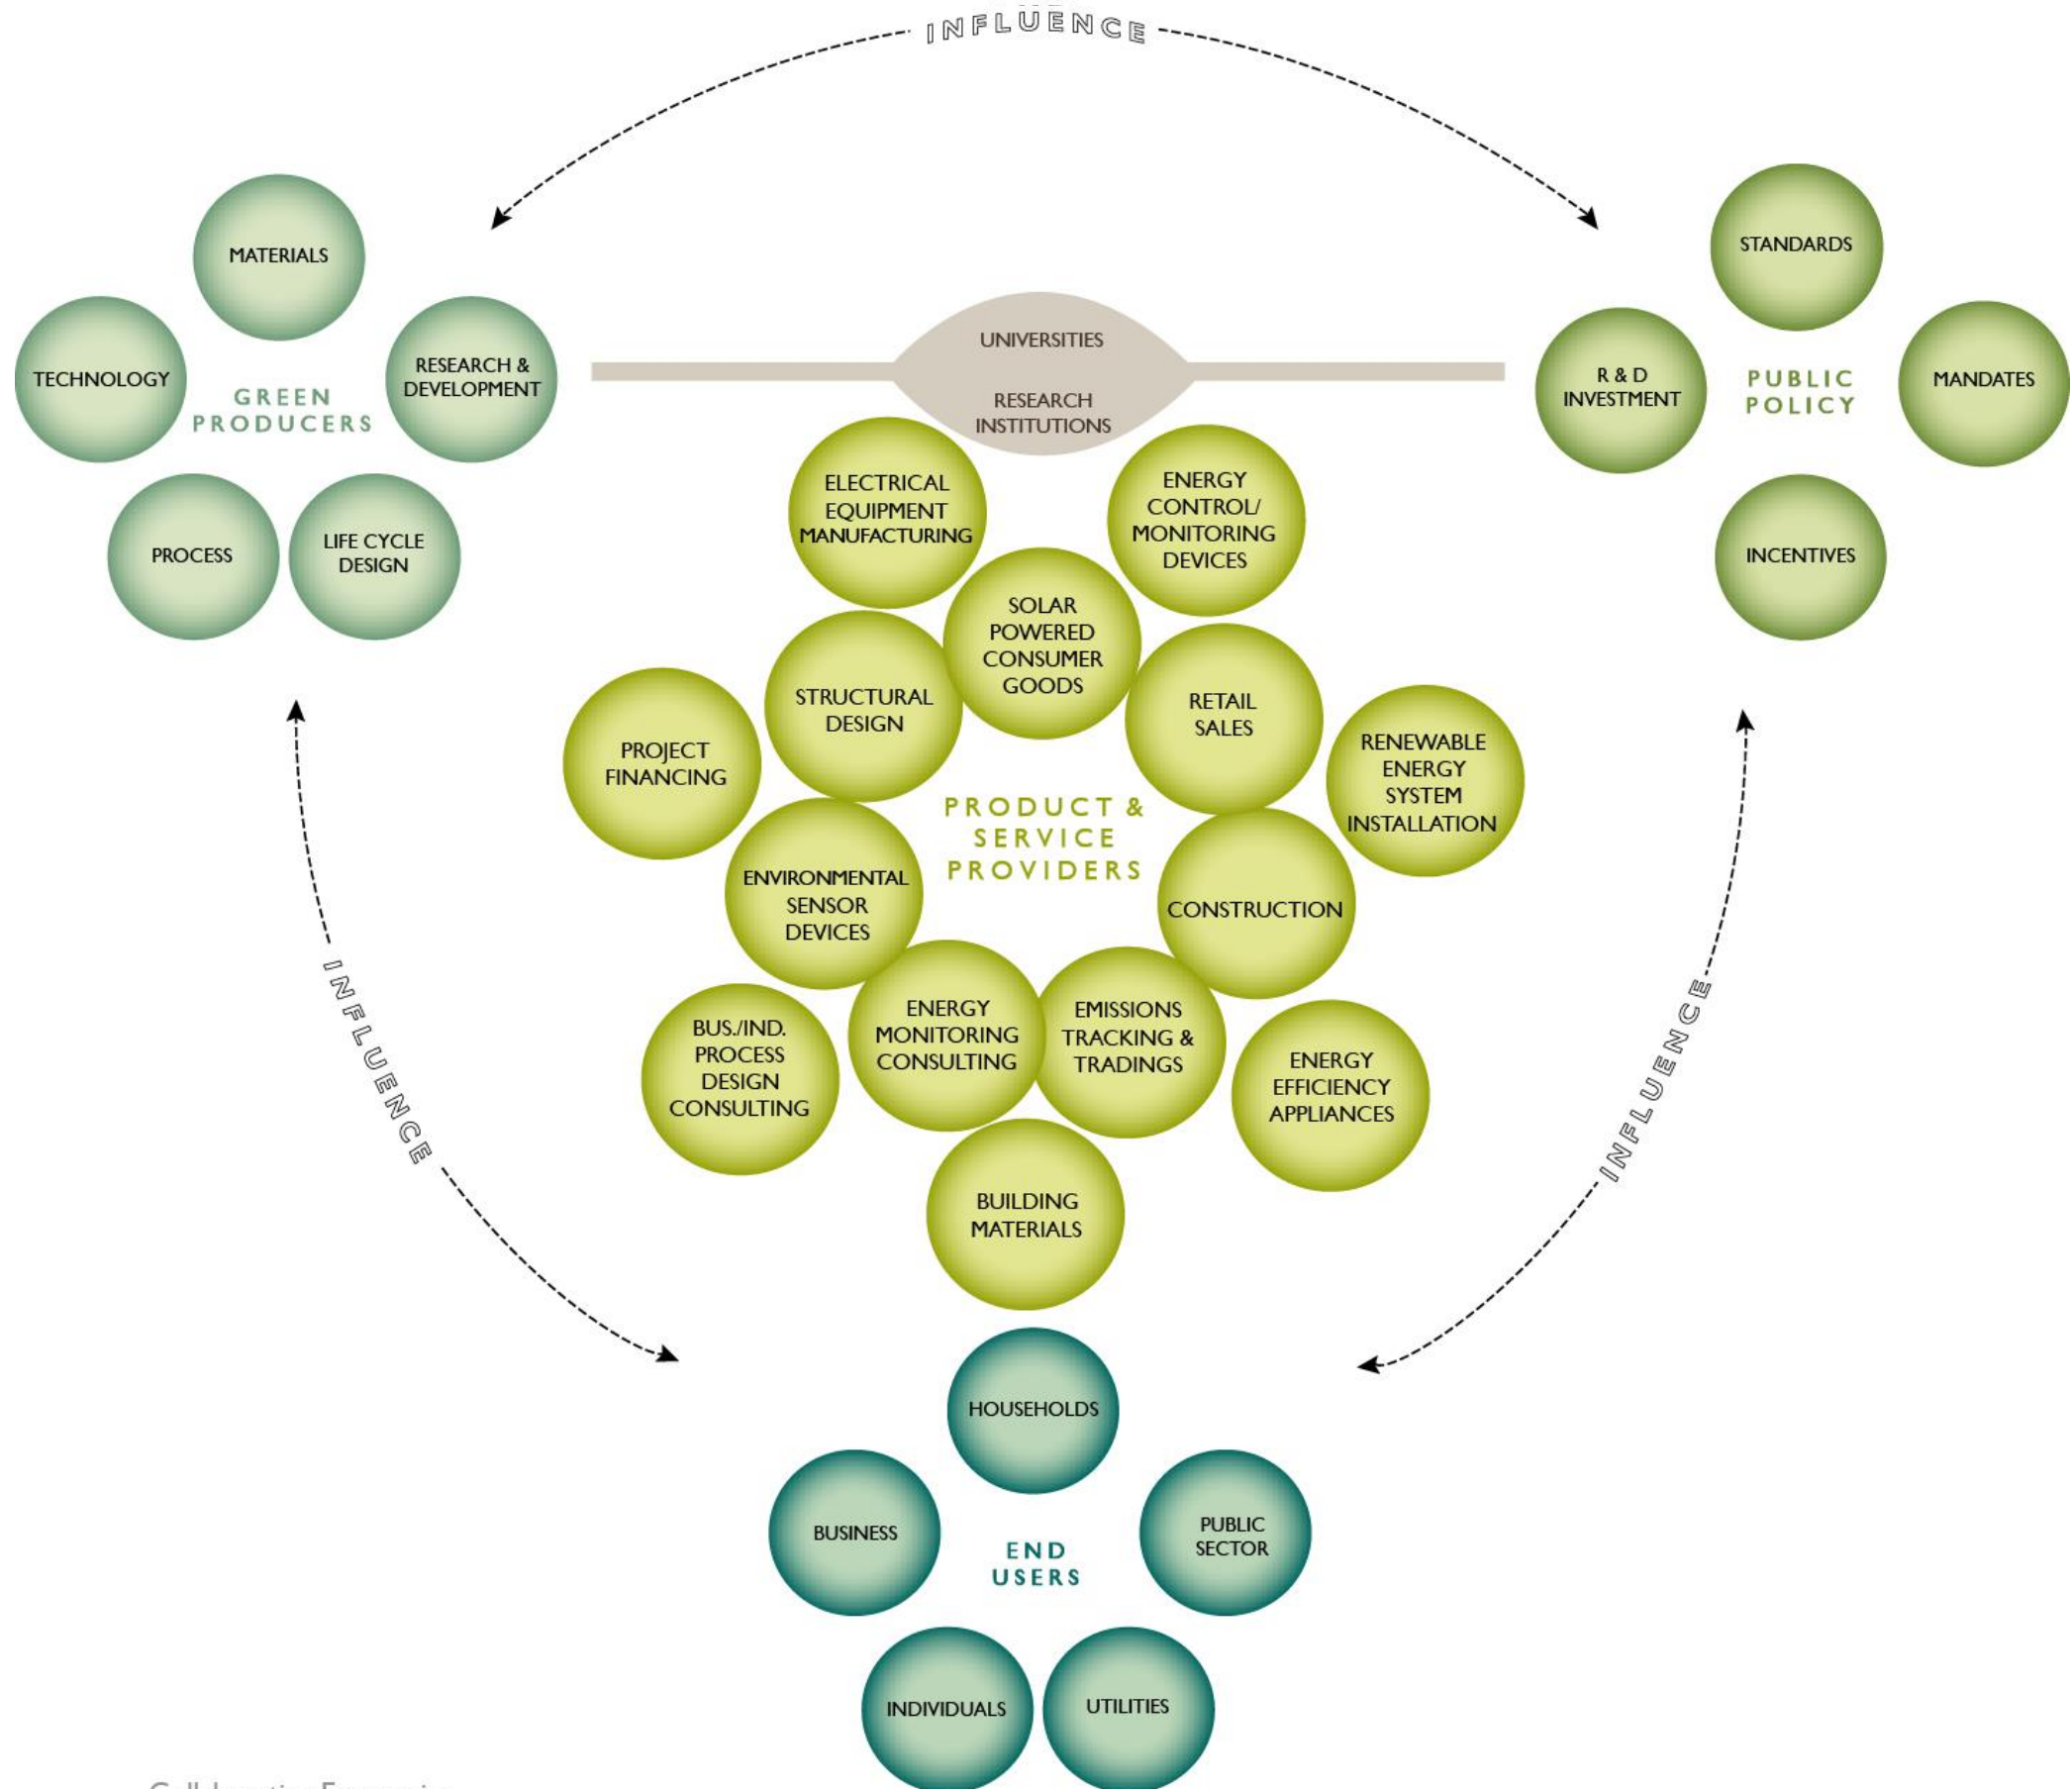 INFLUENCE
MATERIALS
TECHNOLOGY
RESEARCH &
DEVELOPMENT
GREEN
PRODUCERS
PROCESS
LIFE CYCLE
DESIGN
UNIVERSITIES
RESEARCH
INSTITUTIONS
STANDARDS
R & D
INVESTMENT
PUBLIC
POLICY
MANDATES
INCENTIVES
ELECTRICAL
EQUIPMENT
MANUFACTURING
ENERGY
CONTROL/
MONITORING
DEVICES
SOLAR
POWERED
CONSUMER
GOODS
STRUCTURAL
DESIGN
RETAIL
SALES
PROJECT
FINANCING
RENEWABLE
ENERGY
SYSTEM
INSTALLATION
PRODUCT &
SERVICE
PROVIDERS
ENVIRONMENTAL
SENSOR
DEVICES
CONSTRUCTION
BUS./IND.
PROCESS
DESIGN
CONSULTING
ENERGY
MONITORING
CONSULTING
EMISSIONS
TRACKING &
TRADINGS
ENERGY
EFFICIENCY
APPLIANCES
BUILDING
MATERIALS
INFLUENCE
INFLUENCE
HOUSEHOLDS
BUSINESS
PUBLIC
SECTOR
END
USERS
INDIVIDUALS
UTILITIES